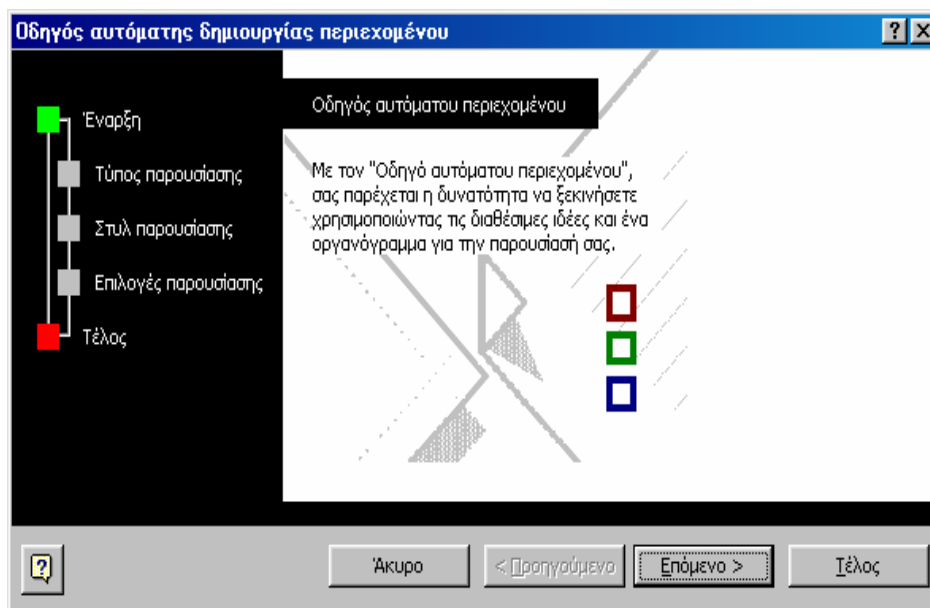 Οδηγός αυτόματης δημιουργίας περιεχομένου
Έναρξη
Τύπος παρουσίασης
Στυλ παρουσίασης
Επιλογές παρουσίασης
Τέλος
Οδηγός αυτόματου περιεχομένου
Με τον "Οδηγό αυτόματου περιεχομένου",
σας παρέχεται η δυνατότητα να ξεκινήσετε
χρησιμοποιώντας τις διαθέσιμες ιδέες και ένα
οργανόγραμμα για την παρουσίασή σας.
Άκυρο
< Προηγούμενο
Επόμενο >
Τέλος